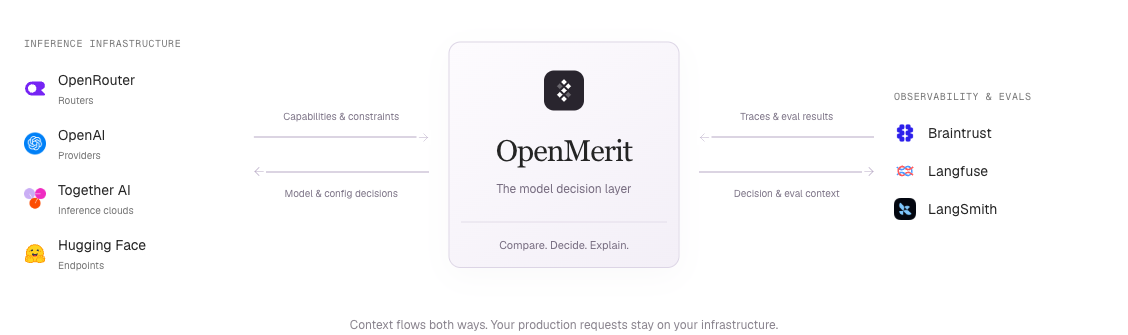 INFERENCE INFRASTRUCTURE
OpenRouter
Routers
OpenAI
Providers
Together AI
Inference clouds
Hugging Face
Endpoints
Capabilities & constraints
Model & config decisions
OpenMerit
The model decision layer
Compare. Decide. Explain.
Traces & eval results
Decision & eval context
OBSERVABILITY & EVALS
Braintrust
Langfuse
LangSmith
Context flows both ways. Your production requests stay on your infrastructure.